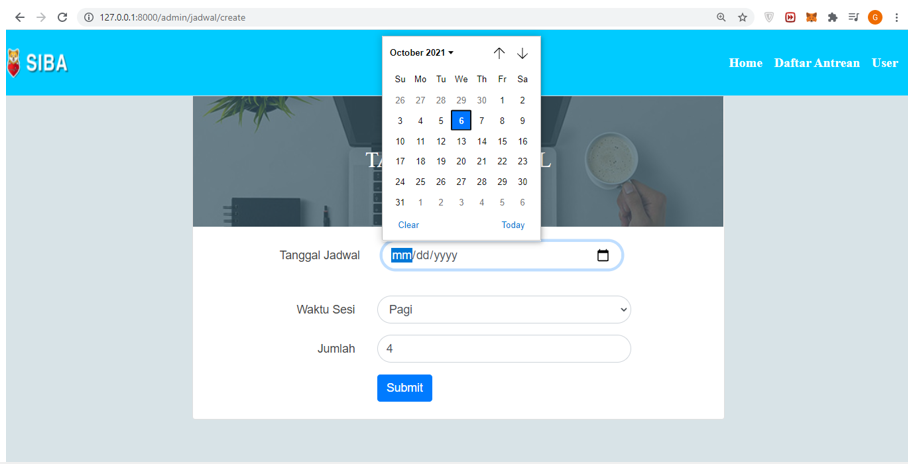 127.0.0.1:8000/admin/jadwal/create
G
SIBA
Home Daftar Antrean User
October 2021
Su Mo Tu We Th Fr Sa
26 27 28 29 30 1 2
3 4 5 6 7 8 9
10 11 12 13 14 15 16
17 18 19 20 21 22 23
24 25 26 27 28 29 30
31 1 2 3 4 5 6
Clear Today
Tanggal Jadwal mm/dd/yyyy
Waktu Sesi Pagi
Jumlah 4
Submit